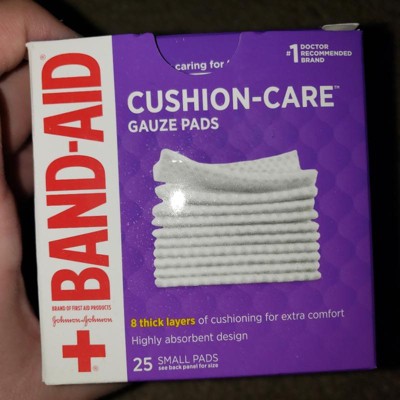 BAND-AID®
BRAND OF FIRST AID PRODUCTS
Johnson & Johnson
caring for
#1 DOCTOR
RECOMMENDED
BRAND
CUSHION-CARE™
GAUZE PADS
8 thick layers of cushioning for extra comfort
Highly absorbent design
25 SMALL PADS
see back panel for size